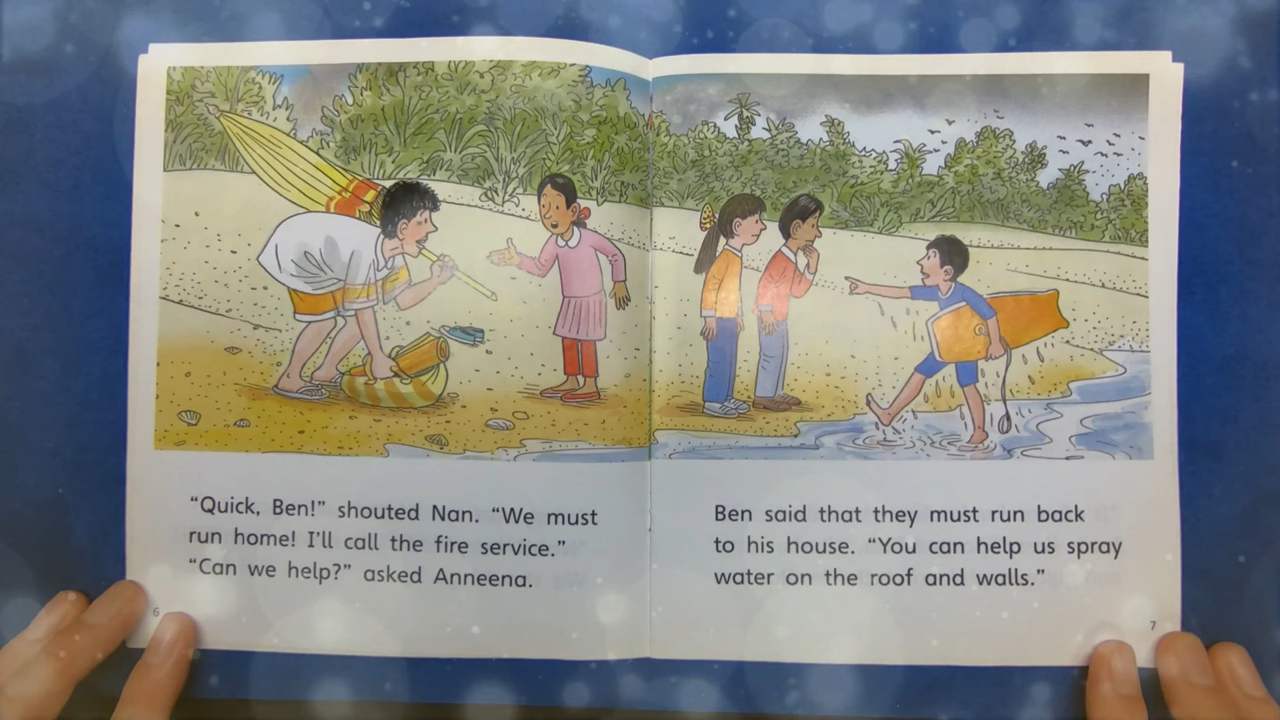 “Quick, Ben!” shouted Nan. “We must
run home! I’ll call the fire service.”
“Can we help?” asked Anneena.
6
Ben said that they must run back
to his house. “You can help us spray
water on the roof and walls.”
7